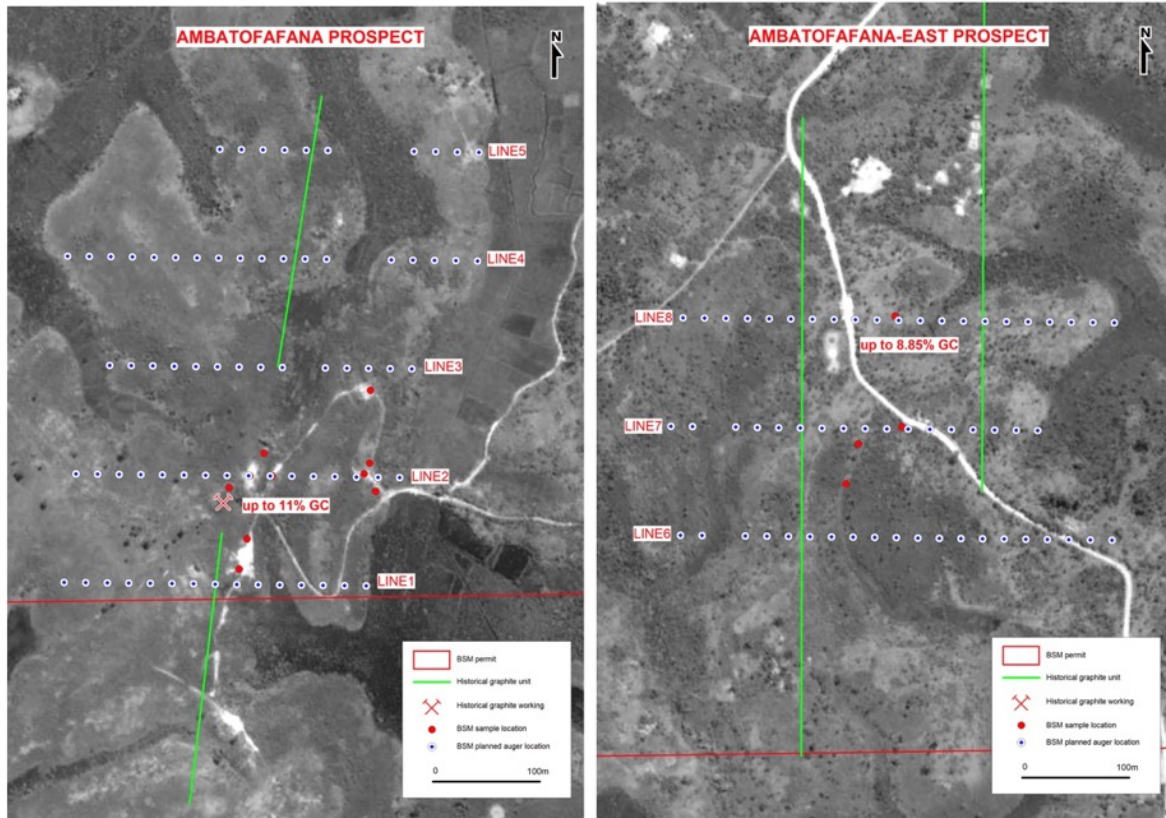 AMBATOFAFANA PROSPECT
N
LINE5
LINE4
LINE3
LINE2
up to 11% GC
LINE1
BSM permit
Historical graphite unit
Historical graphite working
BSM sample location
BSM planned auger location
0 100m
AMBATOFAFANA-EAST PROSPECT
N
LINE8
up to 8.85% GC
LINE7
LINE6
BSM permit
Historical graphite unit
Historical graphite working
BSM sample location
BSM planned auger location
0 100m